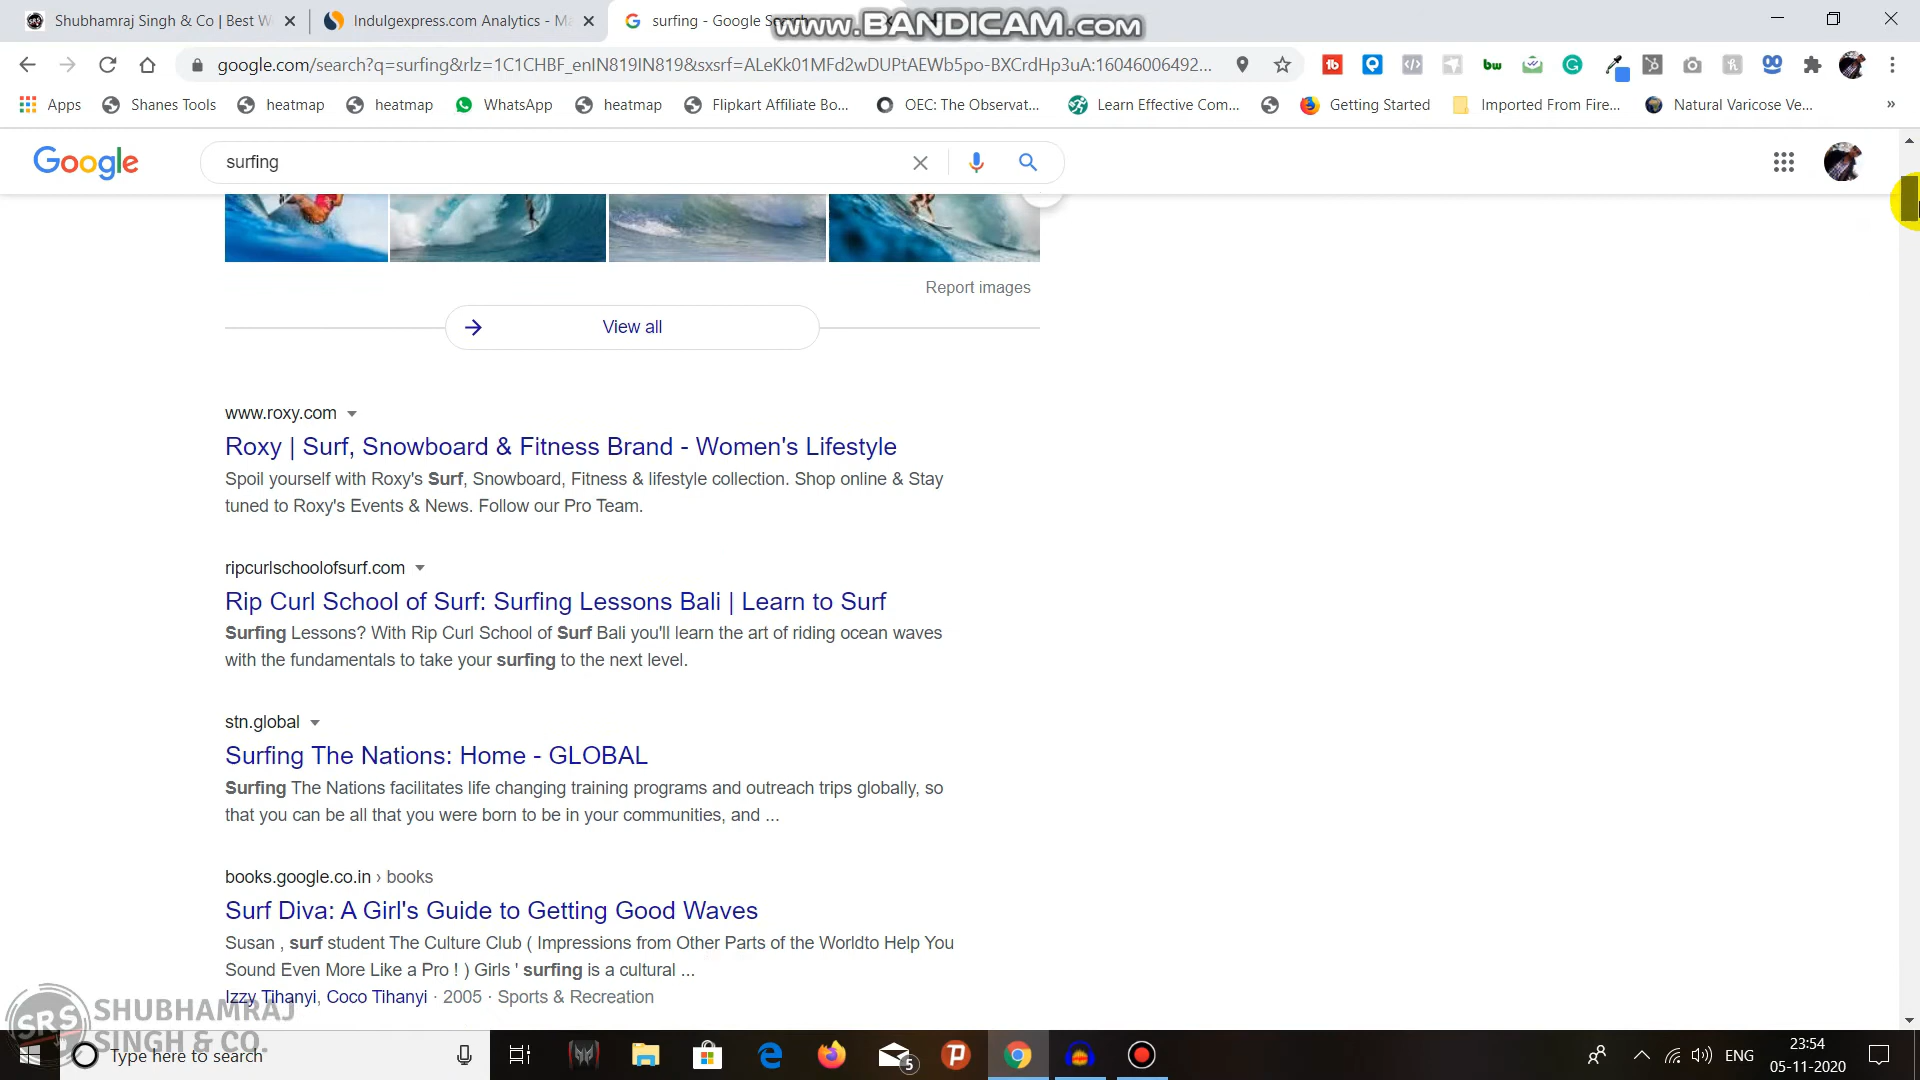 Shubhamraj Singh & Co | Best W
Indulgexpress.com Analytics - Ma
surfing - Google Sea
www.BANDICAM.com
google.com/search?q=surfing&rlz=1C1CHBF_enIN819IN819&sxsrf=ALeKk01MFd2wDUPtAEWb5po-BXCrdHp3uA:16046006492...
Apps
Shanes Tools
heatmap
heatmap
WhatsApp
heatmap
Flipkart Affiliate Bo...
OEC: The Observat...
Learn Effective Com...
Getting Started
Imported From Fire...
Natural Varicose Ve...
»
Google
surfing
Report images
View all
www.roxy.com
Roxy | Surf, Snowboard & Fitness Brand - Women's Lifestyle
Spoil yourself with Roxy's Surf, Snowboard, Fitness & lifestyle collection. Shop online & Stay
tuned to Roxy's Events & News. Follow our Pro Team.
ripcurlschoolofsurf.com
Rip Curl School of Surf: Surfing Lessons Bali | Learn to Surf
Surfing Lessons? With Rip Curl School of Surf Bali you'll learn the art of riding ocean waves
with the fundamentals to take your surfing to the next level.
stn.global
Surfing The Nations: Home - GLOBAL
Surfing The Nations facilitates life changing training programs and outreach trips globally, so
that you can be all that you were born to be in your communities, and ...
books.google.co.in › books
Surf Diva: A Girl's Guide to Getting Good Waves
Susan , surf student The Culture Club ( Impressions from Other Parts of the Worldto Help You
Sound Even More Like a Pro ! ) Girls ' surfing is a cultural ...
Izzy Tihanyi, Coco Tihanyi · 2005 · Sports & Recreation
SRS SHUBHAMRAJ
SINGH & CO.
Type here to search
5
ENG
23:54
05-11-2020